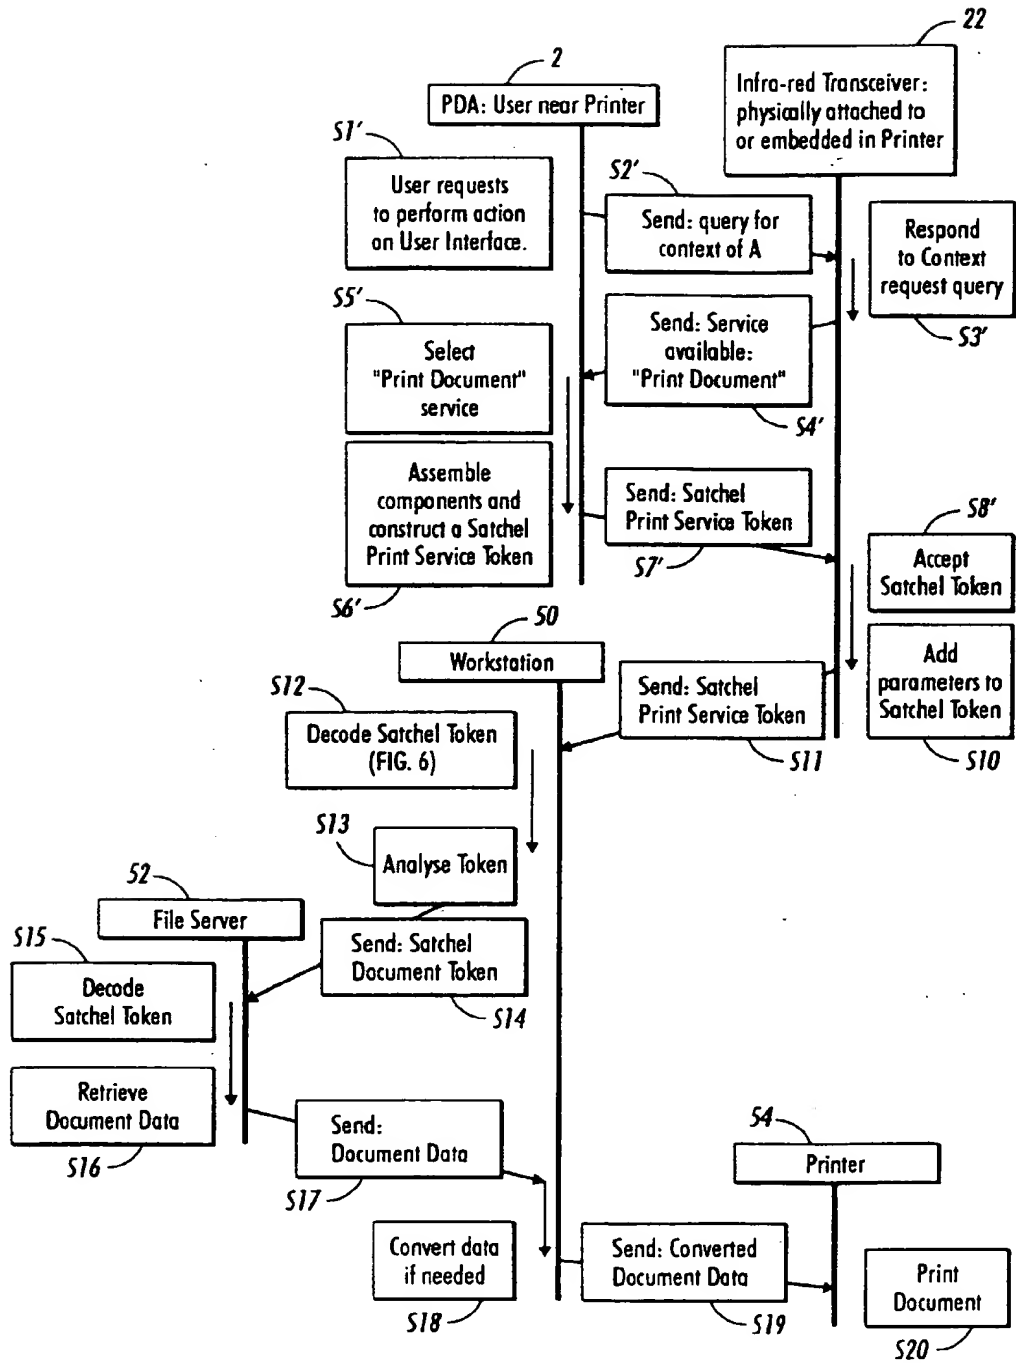 22
2
Infra-red Transceiver:
physically attached to
or embedded in Printer
PDA: User near Printer
S1'
User requests
to perform action
on User Interface.
S2'
Send: query for
context of A
Respond
to Context
request query
S3'
S5'
Select
"Print Document"
service
Send: Service
available:
"Print Document"
S4'
Assemble
components and
construct a Satchel
Print Service Token
S6'
Send: Satchel
Print Service Token
S7'
S8'
Accept
Satchel Token
Add
parameters to
Satchel Token
S10
50
Workstation
Send: Satchel
Print Service Token
S11
S12
Decode Satchel Token
(FIG. 6)
S13
Analyse Token
52
File Server
Send: Satchel
Document Token
S14
S15
Decode
Satchel Token
Retrieve
Document Data
S16
Send:
Document Data
S17
54
Printer
Convert data
if needed
S18
Send: Converted
Document Data
S19
Print
Document
S20